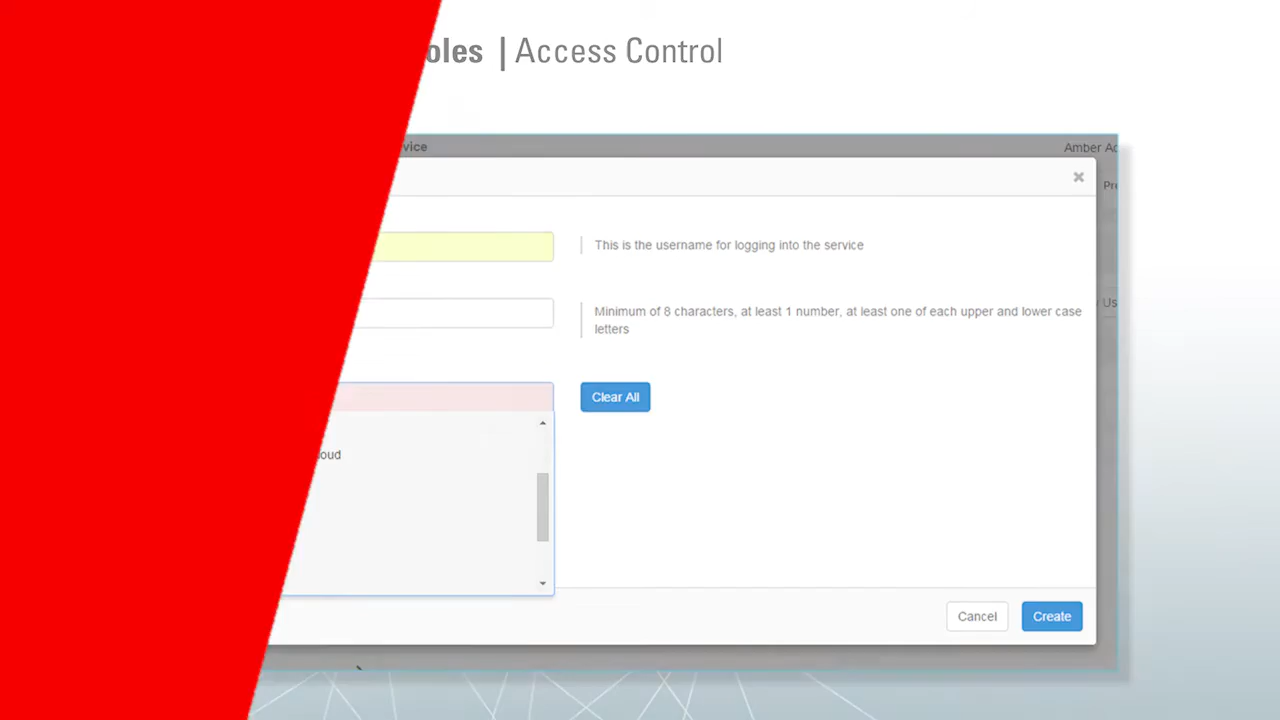 oles | Access Control
vice
Amber Ac
×
Pre
This is the username for logging into the service
Us
Minimum of 8 characters, at least 1 number, at least one of each upper and lower case
letters
Clear All
oud
Cancel
Create